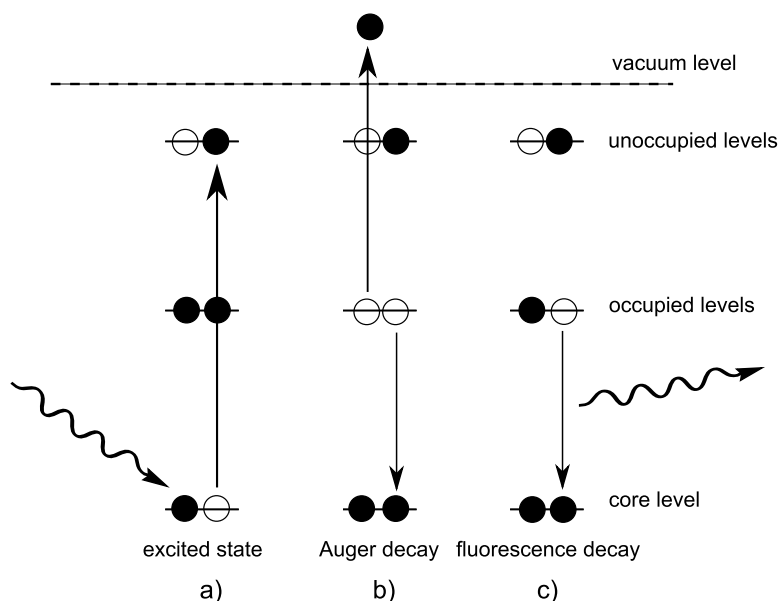 vacuum level
unoccupied levels
occupied levels
core level
excited state
Auger decay
fluorescence decay
a)
b)
c)